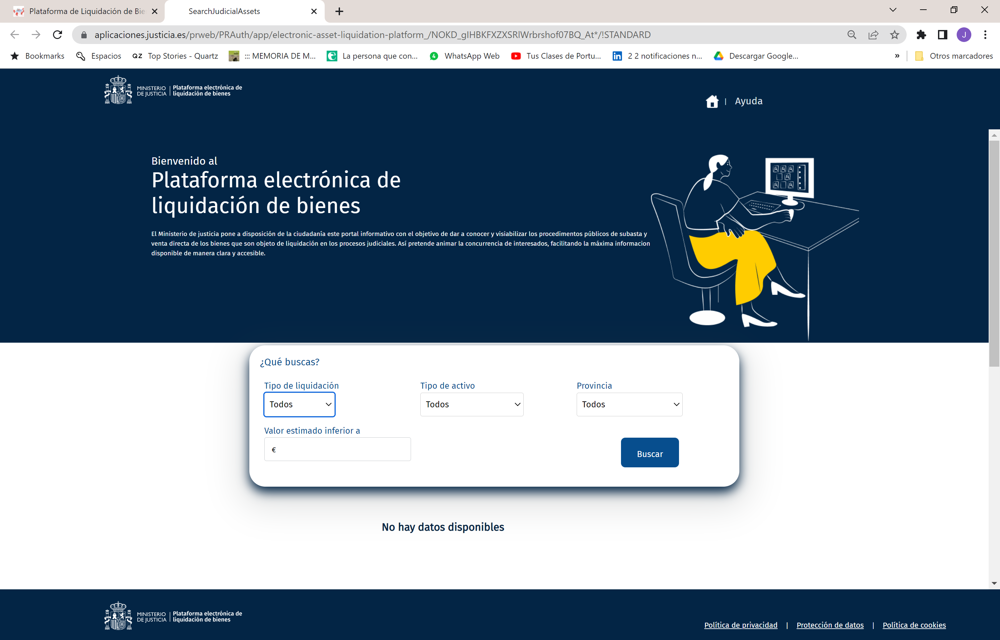 Plataforma de Liquidación de Bie
SearchJudicialAssets
aplicaciones.justicia.es/prweb/PRAuth/app/electronic-asset-liquidation-platform_/NOKD_gIHBKFXZXSRlWrbrshof07BQ_At*/!STANDARD
J
Bookmarks
Espacios
QZ Top Stories - Quartz
::: MEMORIA DE M...
La persona que con...
4 WhatsApp Web
Tus Clases de Portu...
in 2 2 notificaciones n...
Descargar Google...
»
Otros marcadores
MINISTERIO DE JUSTICIA
Plataforma electrónica de
liquidación de bienes
| Ayuda
Bienvenido al
Plataforma electrónica de
liquidación de bienes
El Ministerio de justicia pone a disposición de la ciudadanía este portal informativo con el objetivo de dar a conocer y visiabilizar los procedimentos públicos de subasta y
venta directa de los bienes que son objeto de liquidación en los procesos judiciales. Así pretende animar la concurrencia de interesados, facilitando la máxima informacion
disponible de manera clara y accesible.
¿Qué buscas?
Tipo de liquidación
Tipo de activo
Provincia
Todos
Todos
Todos
Valor estimado inferior a
€
Buscar
No hay datos disponibles
MINISTERIO DE JUSTICIA
Plataforma electrónica de
liquidación de bienes
Política de privacidad | Protección de datos | Política de cookies